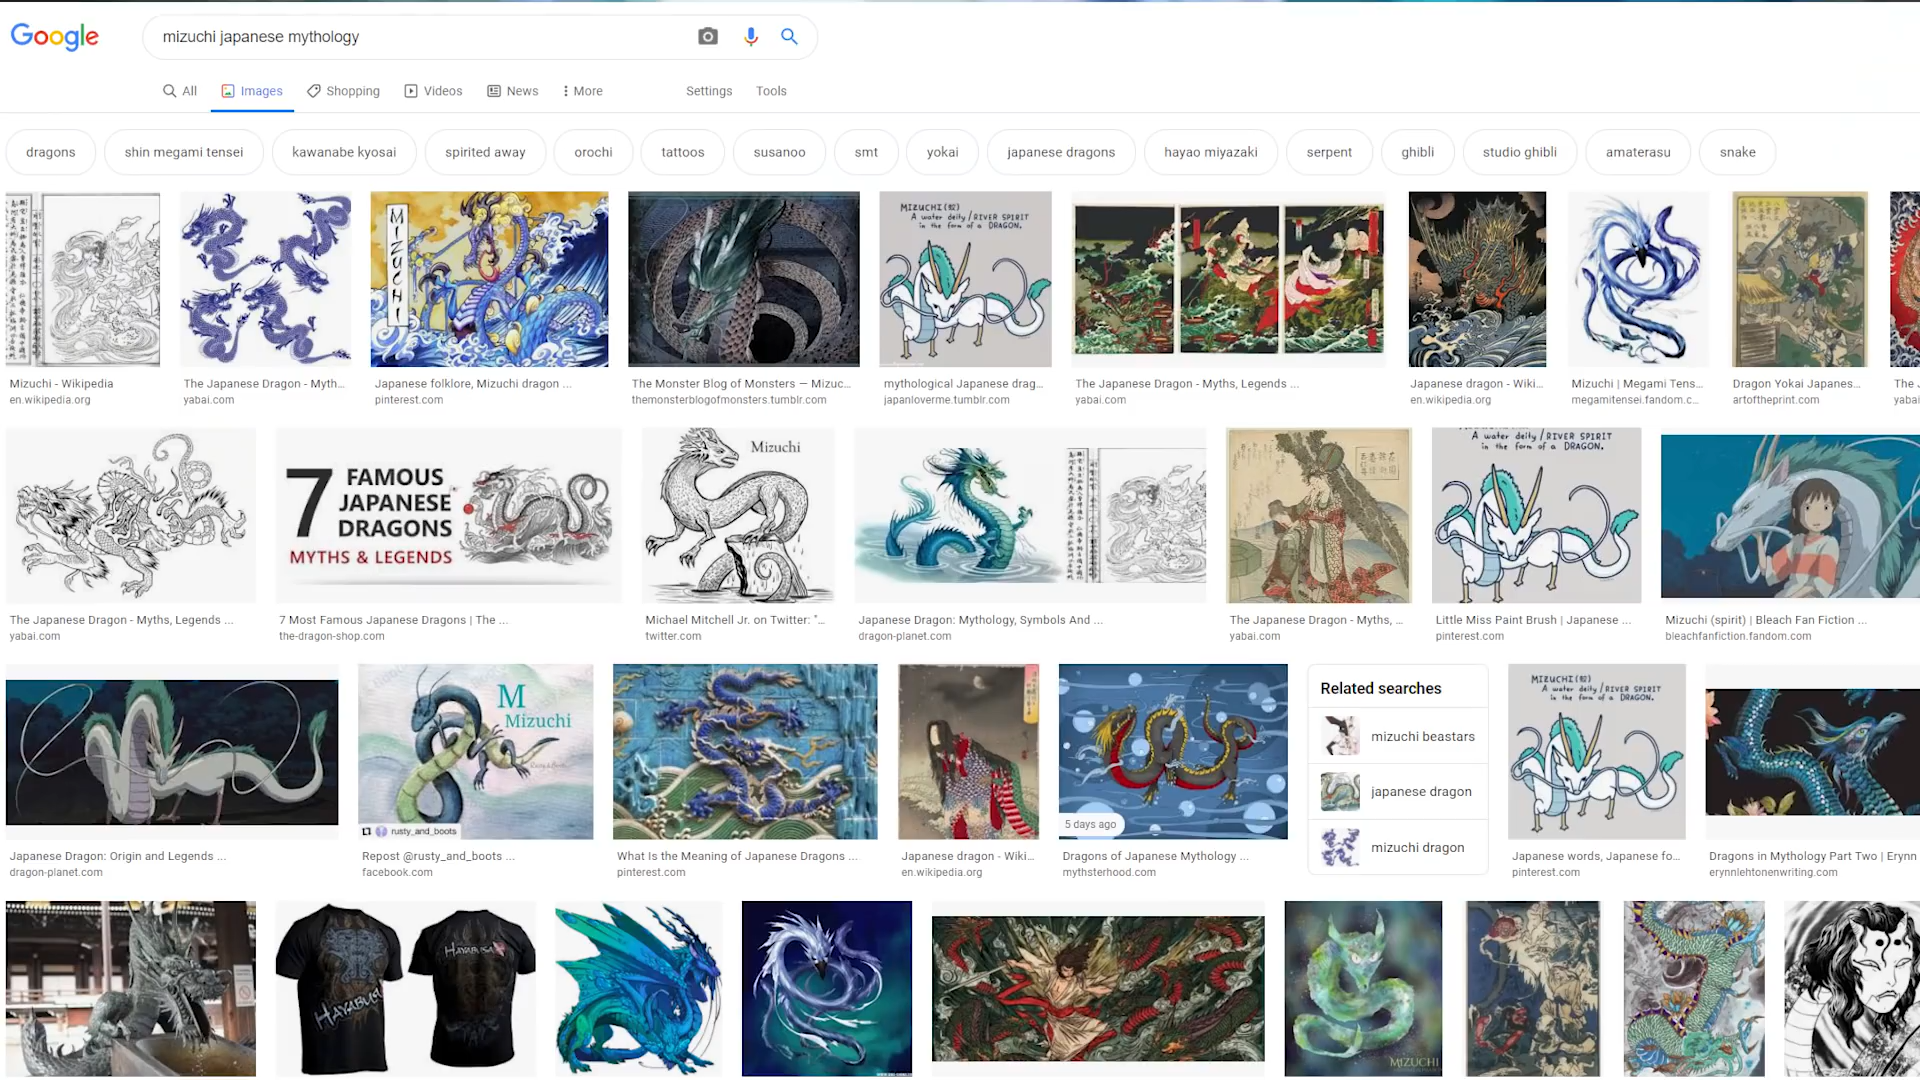 Google
mizuchi japanese mythology
All
Images
Shopping
Videos
News
More
Settings
Tools
dragons
shin megami tensei
kawanabe kyosai
spirited away
orochi
tattoos
susanoo
smt
yokai
japanese dragons
hayao miyazaki
serpent
ghibli
studio ghibli
amaterasu
snake
MIZUCHI
MIZUCHI(蛟)
A water deity/RIVER SPIRIT
in the form of a DRAGON.
Mizuchi - Wikipedia
en.wikipedia.org
The Japanese Dragon - Myth...
yabai.com
Japanese folklore, Mizuchi dragon ...
pinterest.com
The Monster Blog of Monsters — Mizuc...
themonsterblogofmonsters.tumblr.com
mythological Japanese drag...
japanloverme.tumblr.com
The Japanese Dragon - Myths, Legends ...
yabai.com
Japanese dragon - Wiki...
en.wikipedia.org
Mizuchi | Megami Tens...
megamitensei.fandom.c...
Dragon Yokai Japanes...
artoftheprint.com
The J
yabai
7 FAMOUS
JAPANESE
DRAGONS
MYTHS & LEGENDS
Mizuchi
A water deity/RIVER SPIRIT
in the form of a DRAGON.
The Japanese Dragon - Myths, Legends ...
yabai.com
7 Most Famous Japanese Dragons | The ...
the-dragon-shop.com
Michael Mitchell Jr. on Twitter: "...
twitter.com
Japanese Dragon: Mythology, Symbols And ...
dragon-planet.com
The Japanese Dragon - Myths, ...
yabai.com
Little Miss Paint Brush | Japanese ...
pinterest.com
Mizuchi (spirit) | Bleach Fan Fiction ...
bleachfanfiction.fandom.com
M
Mizuchi
rusty_and_boots
5 days ago
Related searches
mizuchi beastars
japanese dragon
mizuchi dragon
MIZUCHI(蛟)
A water deity/RIVER SPIRIT
in the form of a DRAGON.
Japanese Dragon: Origin and Legends ...
dragon-planet.com
Repost @rusty_and_boots ...
facebook.com
What Is the Meaning of Japanese Dragons ...
pinterest.com
Japanese dragon - Wiki...
en.wikipedia.org
Dragons of Japanese Mythology ...
mythsterhood.com
Japanese words, Japanese fo...
pinterest.com
Dragons in Mythology Part Two | Erynn
erynnlehtonenwriting.com
HAYABUSA
HAYABUSA
MIZUCHI